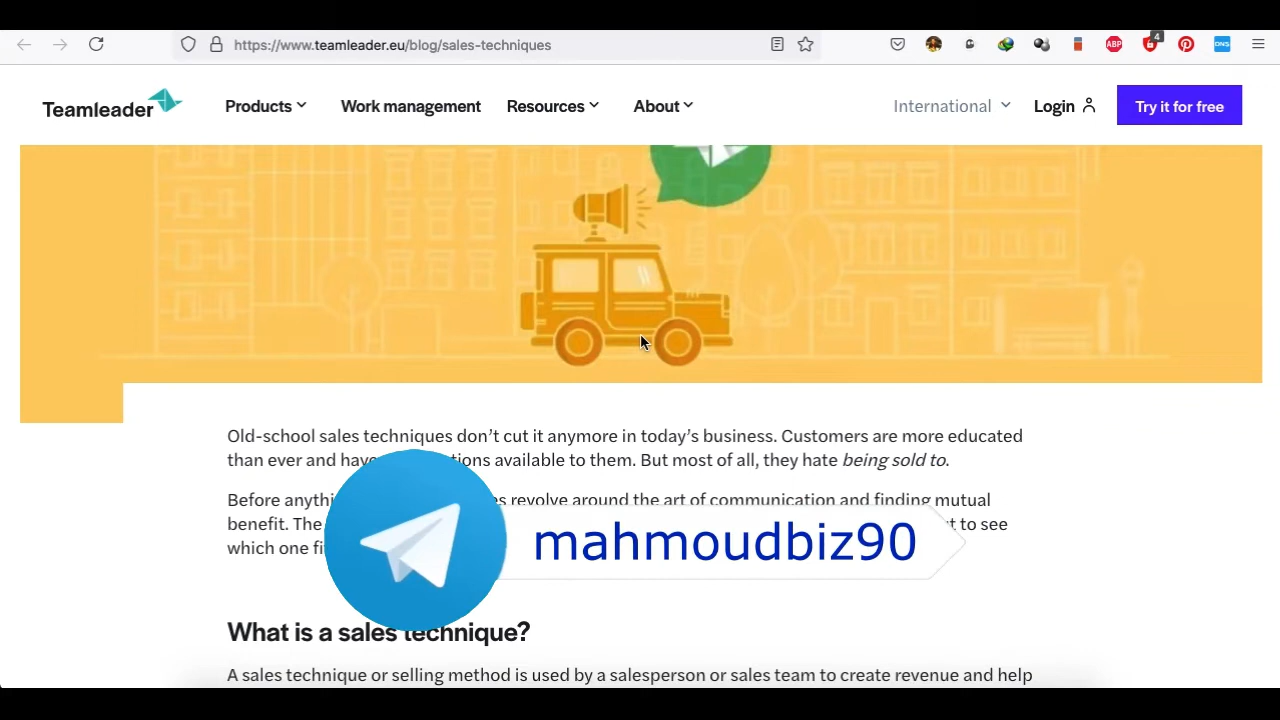 https://www.teamleader.eu/blog/sales-techniques
ABP
4
DNS
Teamleader
Products
Work management
Resources
About
International
Login
Try it for free
Old-school sales techniques don't cut it anymore in today's business. Customers are more educated
than ever and have options available to them. But most of all, they hate being sold to.
Before revolve around the art of communication and finding mutual
benefit. The to see
which one
mahmoudbiz90
What is a sales technique?
A sales technique or selling method is used by a salesperson or sales team to create revenue and help